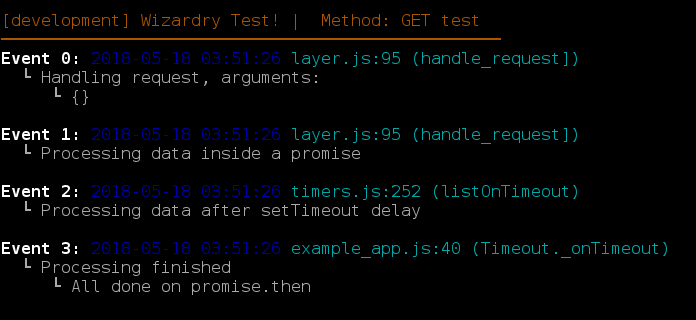 [development] Wizardry Test! |  Method: GET test
Event 0: 2018-05-18 03:51:26 layer.js:95 (handle_request])
└ Handling request, arguments:
└ {}
Event 1: 2018-05-18 03:51:26 layer.js:95 (handle_request])
└ Processing data inside a promise
Event 2: 2018-05-18 03:51:26 timers.js:252 (listOnTimeout)
└ Processing data after setTimeout delay
Event 3: 2018-05-18 03:51:26 example_app.js:40 (Timeout._onTimeout)
└ Processing finished
└ All done on promise.then